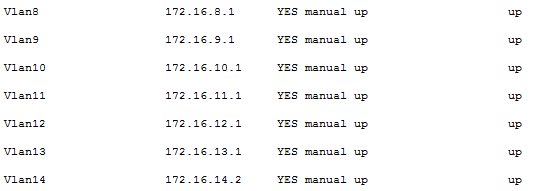 Vlan8 172.16.8.1 YES manual up up
Vlan9 172.16.9.1 YES manual up up
Vlan10 172.16.10.1 YES manual up up
Vlan11 172.16.11.1 YES manual up up
Vlan12 172.16.12.1 YES manual up up
Vlan13 172.16.13.1 YES manual up up
Vlan14 172.16.14.2 YES manual up up